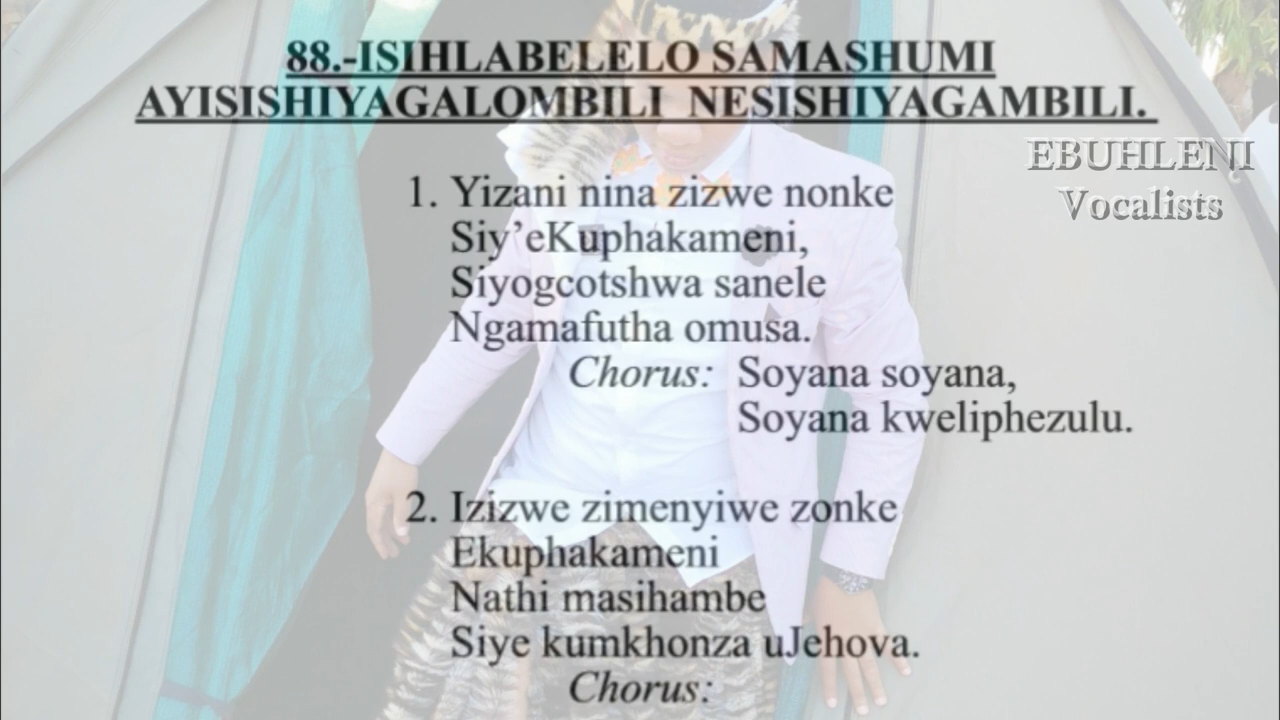 88.-ISIHLABELELO SAMASHUMI
AYISISHIYAGALOMBILI NESISHIYAGAMBILI.
EBUHLENI
Vocalists
1. Yizani nina zizwe nonke
Siy’eKuphakameni,
Siyogcotshwa sanele
Ngamafutha omusa.
Chorus: Soyana soyana,
Soyana kweliphezulu.
2. Izizwe zimenyiwe zonke
Ekuphakameni
Nathi masihambe
Siye kumkhonza uJehova.
Chorus: